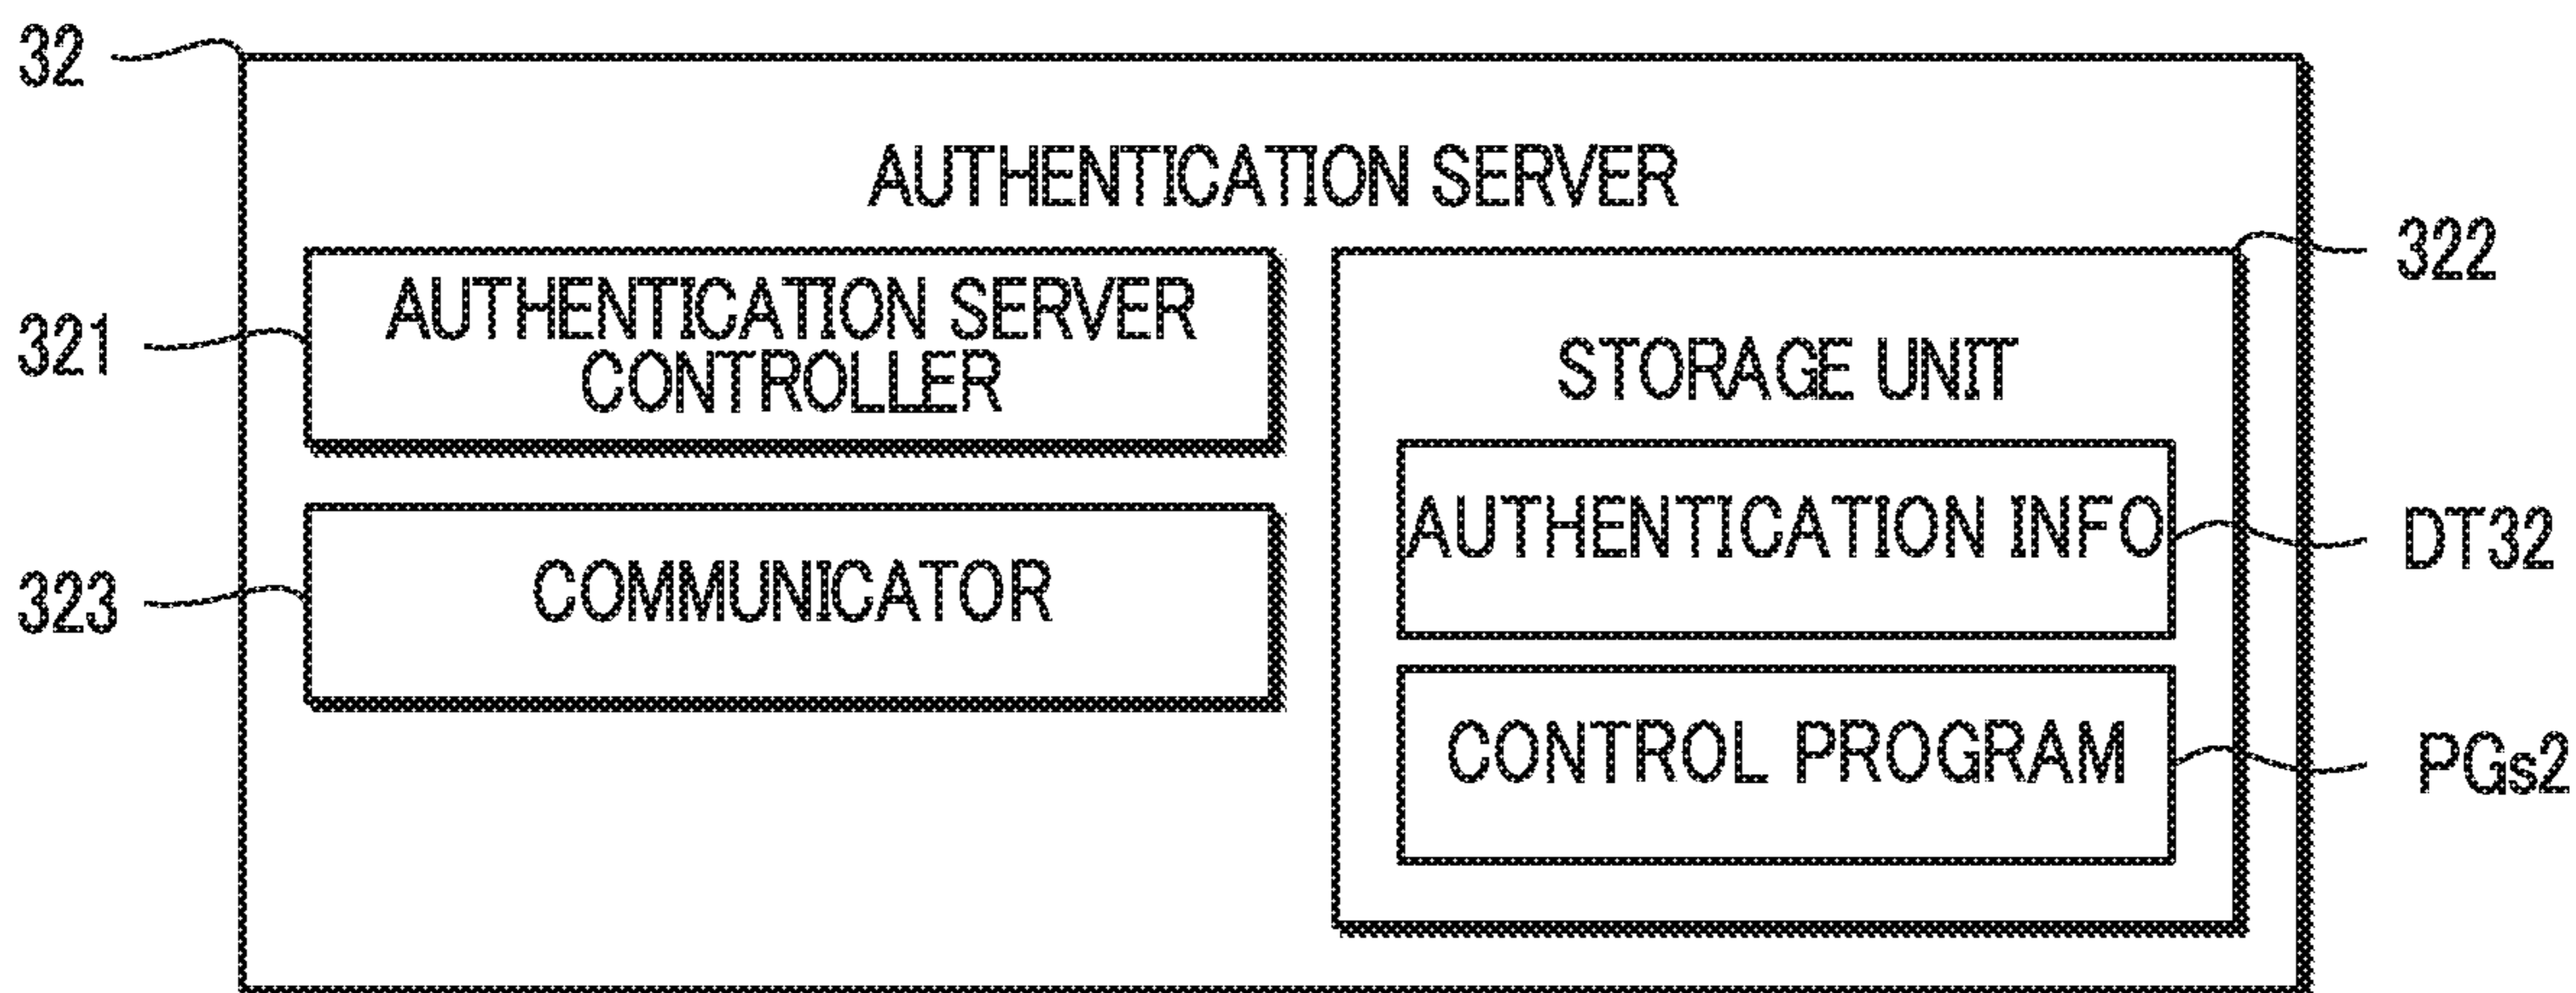 32
AUTHENTICATION SERVER
321
AUTHENTICATION SERVER
CONTROLLER
323
COMMUNICATOR
322
STORAGE UNIT
AUTHENTICATION INFO
DT32
CONTROL PROGRAM
PGs2